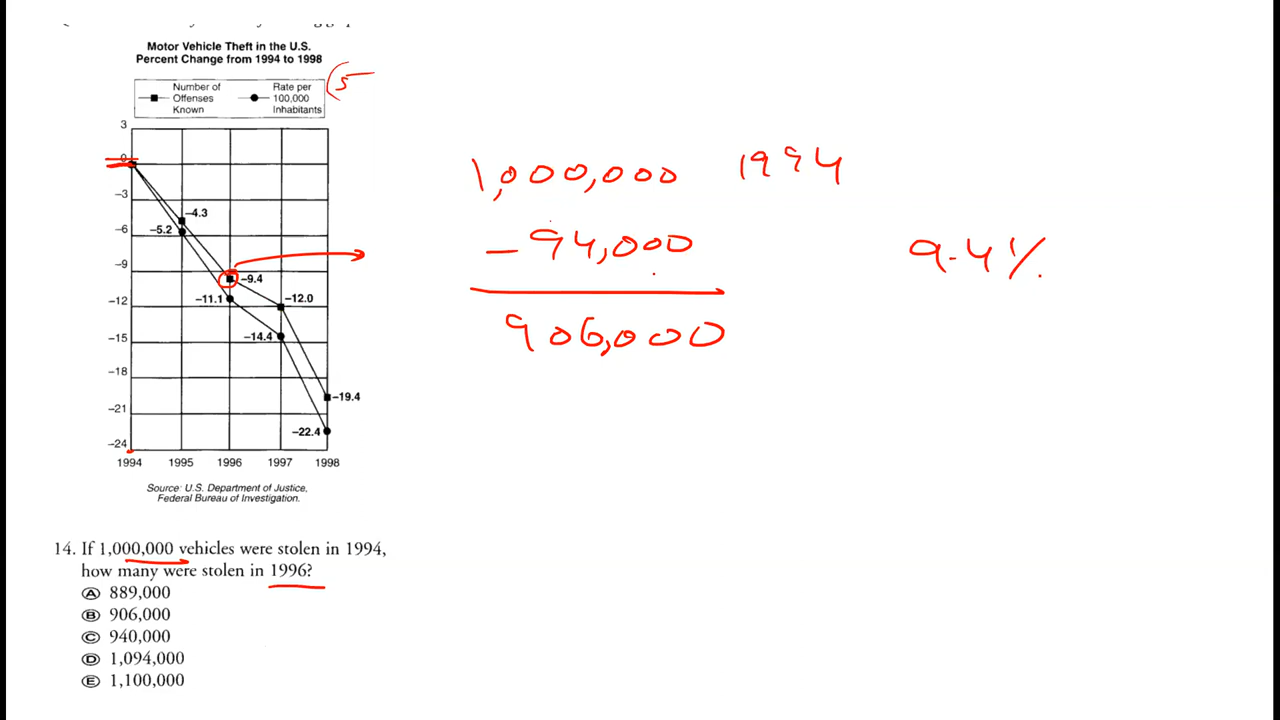 Motor Vehicle Theft in the U.S.
Percent Change from 1994 to 1998
Number of Offenses Known
Rate per 100,000 Inhabitants
3
0
-3
-6
-9
-12
-15
-18
-21
-24
-4.3
-5.2
-9.4
-11.1
-12.0
-14.4
-19.4
-22.4
1994 1995 1996 1997 1998
Source: U.S. Department of Justice,
Federal Bureau of Investigation.
14. If 1,000,000 vehicles were stolen in 1994,
how many were stolen in 1996?
A 889,000
B 906,000
C 940,000
D 1,094,000
E 1,100,000
1,000,000 1994
- 94,000 9.4%
906,000